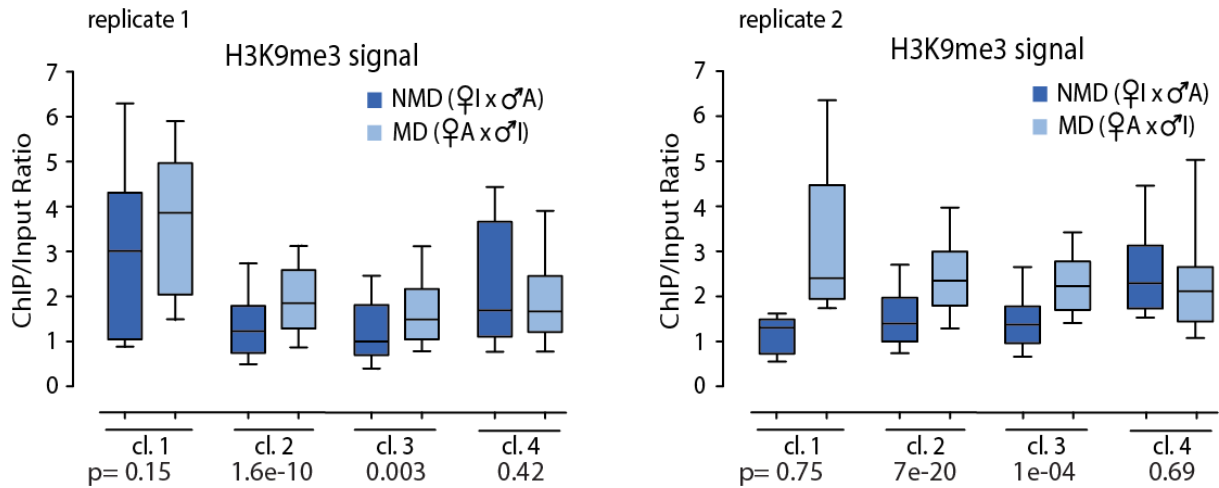 replicate 1
H3K9me3 signal
NMD (♀I x ♂A)
MD (♀A x ♂I)
ChIP/Input Ratio
7
6
5
4
3
2
1
0
cl. 1 cl. 2 cl. 3 cl. 4
p= 0.15 1.6e-10 0.003 0.42
replicate 2
H3K9me3 signal
NMD (♀I x ♂A)
MD (♀A x ♂I)
ChIP/Input Ratio
7
6
5
4
3
2
1
0
cl. 1 cl. 2 cl. 3 cl. 4
p= 0.75 7e-20 1e-04 0.69